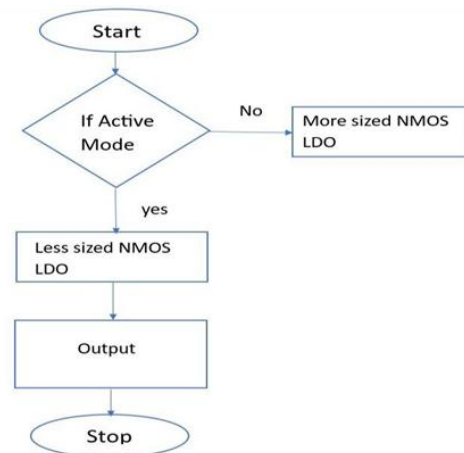 Start
If Active
Mode
No
More sized NMOS
LDO
yes
Less sized NMOS
LDO
Output
Stop